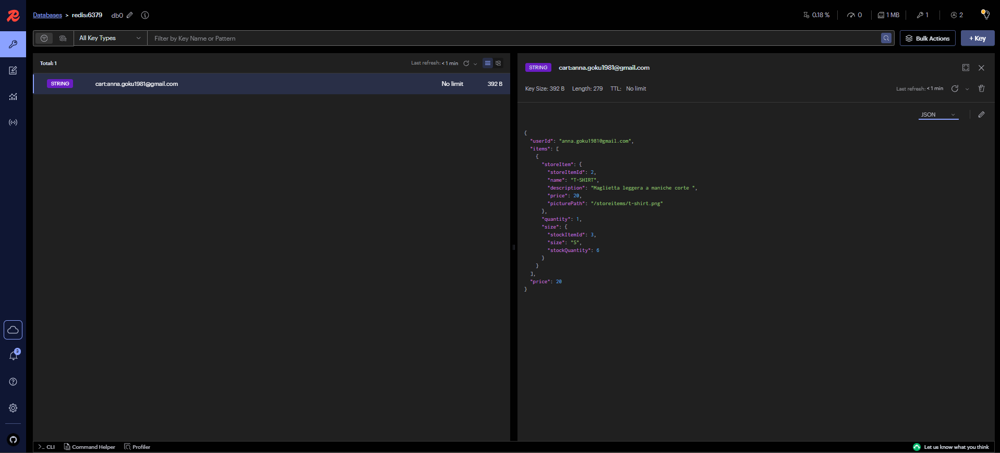 Databases > redis:6379 db0
0.18 % 0 1 MB 1 2
All Key Types Filter by Key Name or Pattern Bulk Actions + Key
Total: 1 Last refresh: < 1 min
STRING cart:anna.goku1981@gmail.com No limit 392 B
STRING cart:anna.goku1981@gmail.com
Key Size: 392 B Length: 279 TTL: No limit Last refresh: < 1 min
JSON
{
"userId": "anna.goku1981@gmail.com",
"items": [
{
"storeItem": {
"storeItemId": 2,
"name": "T-SHIRT",
"description": "Maglietta leggera a maniche corte ",
"price": 20,
"picturePath": "/storeitems/t-shirt.png"
},
"quantity": 1,
"size": {
"stockItemId": 3,
"size": "S",
"stockQuantity": 6
}
}
],
"price": 20
}
3
>_ CLI Command Helper Profiler Let us know what you think